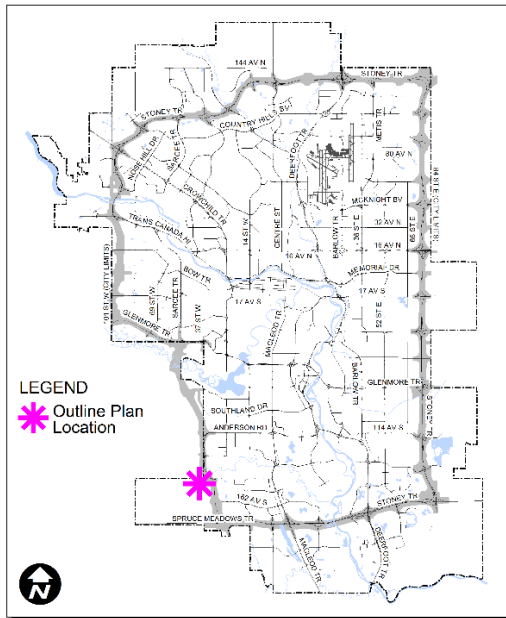 144 AV N
STONEY TR
STONEY TR
COUNTRY HILLS BV
METIS TR
NOSE HILL DR
SARCEE TR
DEERFOOT TR
80 AV N
CROWCHILD TR
MCKNIGHT BV
84 ST E (CITY LIMITS)
TRANS CANADA HI
14 ST W
CENTRE ST
BARLOW TR
36 ST E
32 AV N
68 ST E
16 AV N
16 AV N
101 ST W (CITY LIMITS)
BOW TR
MEMORIAL DR
69 ST W
SARCEE TR
37 ST W
17 AV S
17 AV S
MACLEOD TR
52 ST E
GLENMORE TR
BARLOW TR
GLENMORE TR
LEGEND
Outline Plan
Location
SOUTHLAND DR
STONEY TR
ANDERSON RD
114 AV S
162 AV S
STONEY TR
SPRUCE MEADOWS TR
MACLEOD TR
DEERFOOT TR
N